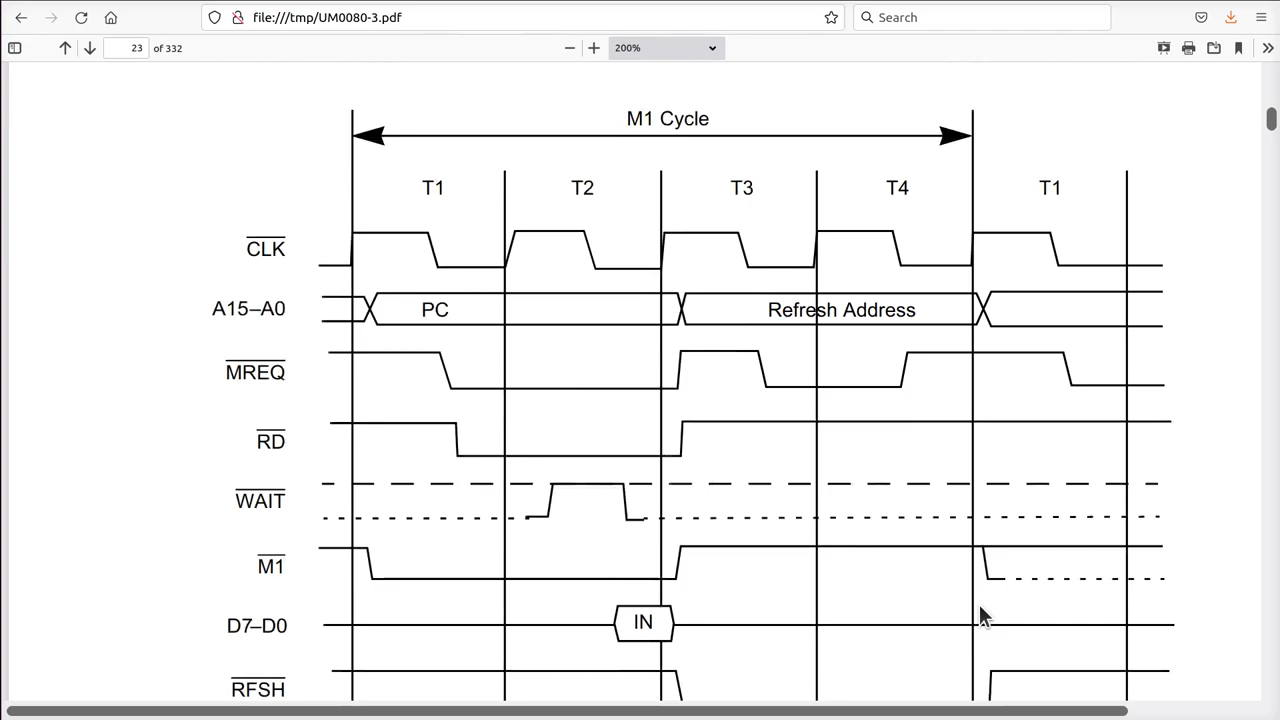 file:///tmp/UM0080-3.pdf
Search
23 of 332
200%
M1 Cycle
T1 T2 T3 T4 T1
CLK
A15–A0 PC Refresh Address
MREQ
RD
WAIT
M1
D7–D0 IN
RFSH